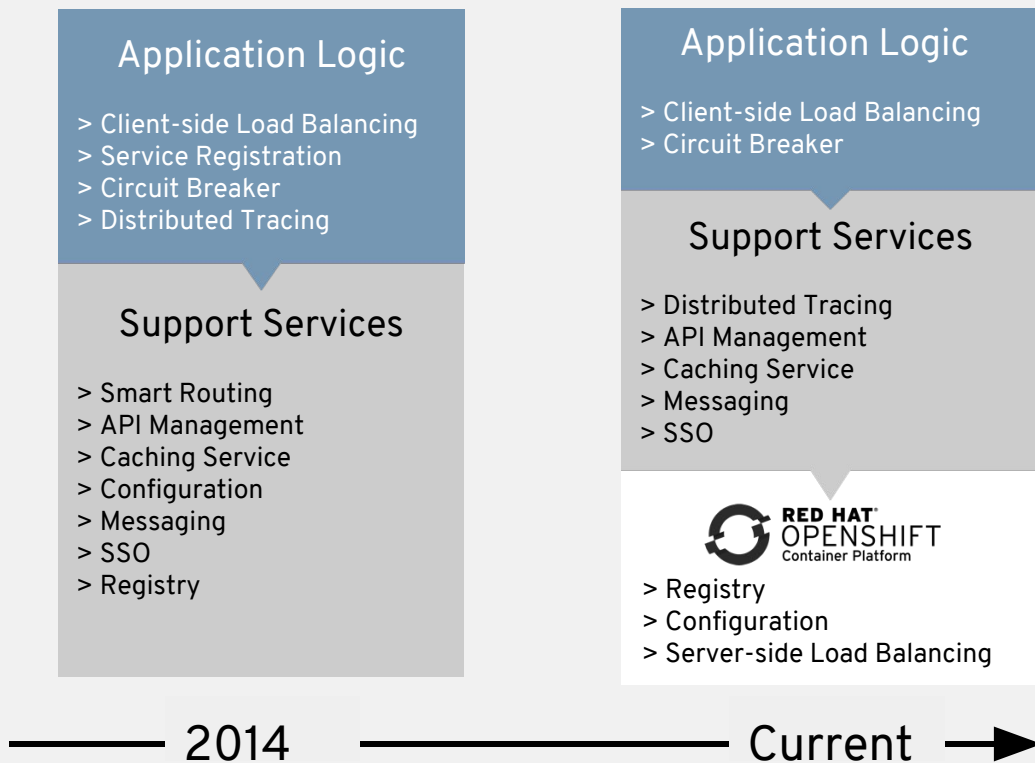 Application Logic
> Client-side Load Balancing
> Service Registration
> Circuit Breaker
> Distributed Tracing
Support Services
> Smart Routing
> API Management
> Caching Service
> Configuration
> Messaging
> SSO
> Registry
2014
Application Logic
> Client-side Load Balancing
> Circuit Breaker
Support Services
> Distributed Tracing
> API Management
> Caching Service
> Messaging
> SSO
RED HAT®
OPENSHIFT
Container Platform
> Registry
> Configuration
> Server-side Load Balancing
Current